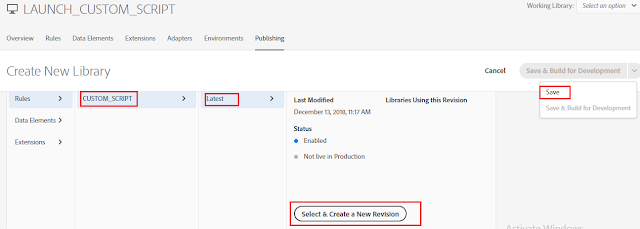 LAUNCH_CUSTOM_SCRIPT
Working Library: Select an option
Overview Rules Data Elements Extensions Adapters Environments Publishing
Create New Library
Cancel Save & Build for Development
Save
Save & Build for Development
Rules CUSTOM_SCRIPT Latest
Last Modified Libraries Using this Revision
December 13, 2018, 11:17 AM
Data Elements
Status
Enabled
Extensions
Not live in Production
Select & Create a New Revision
Activate Windows